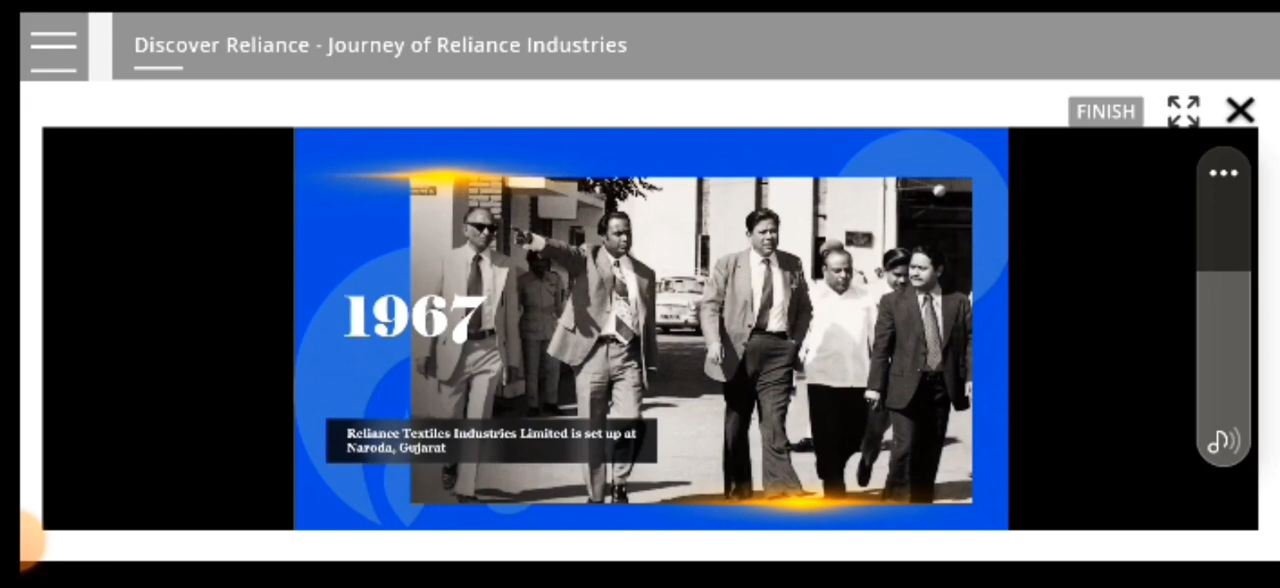 Discover Reliance - Journey of Reliance Industries
FINISH
1967
Reliance Textiles Industries Limited is set up at
Naroda, Gujarat